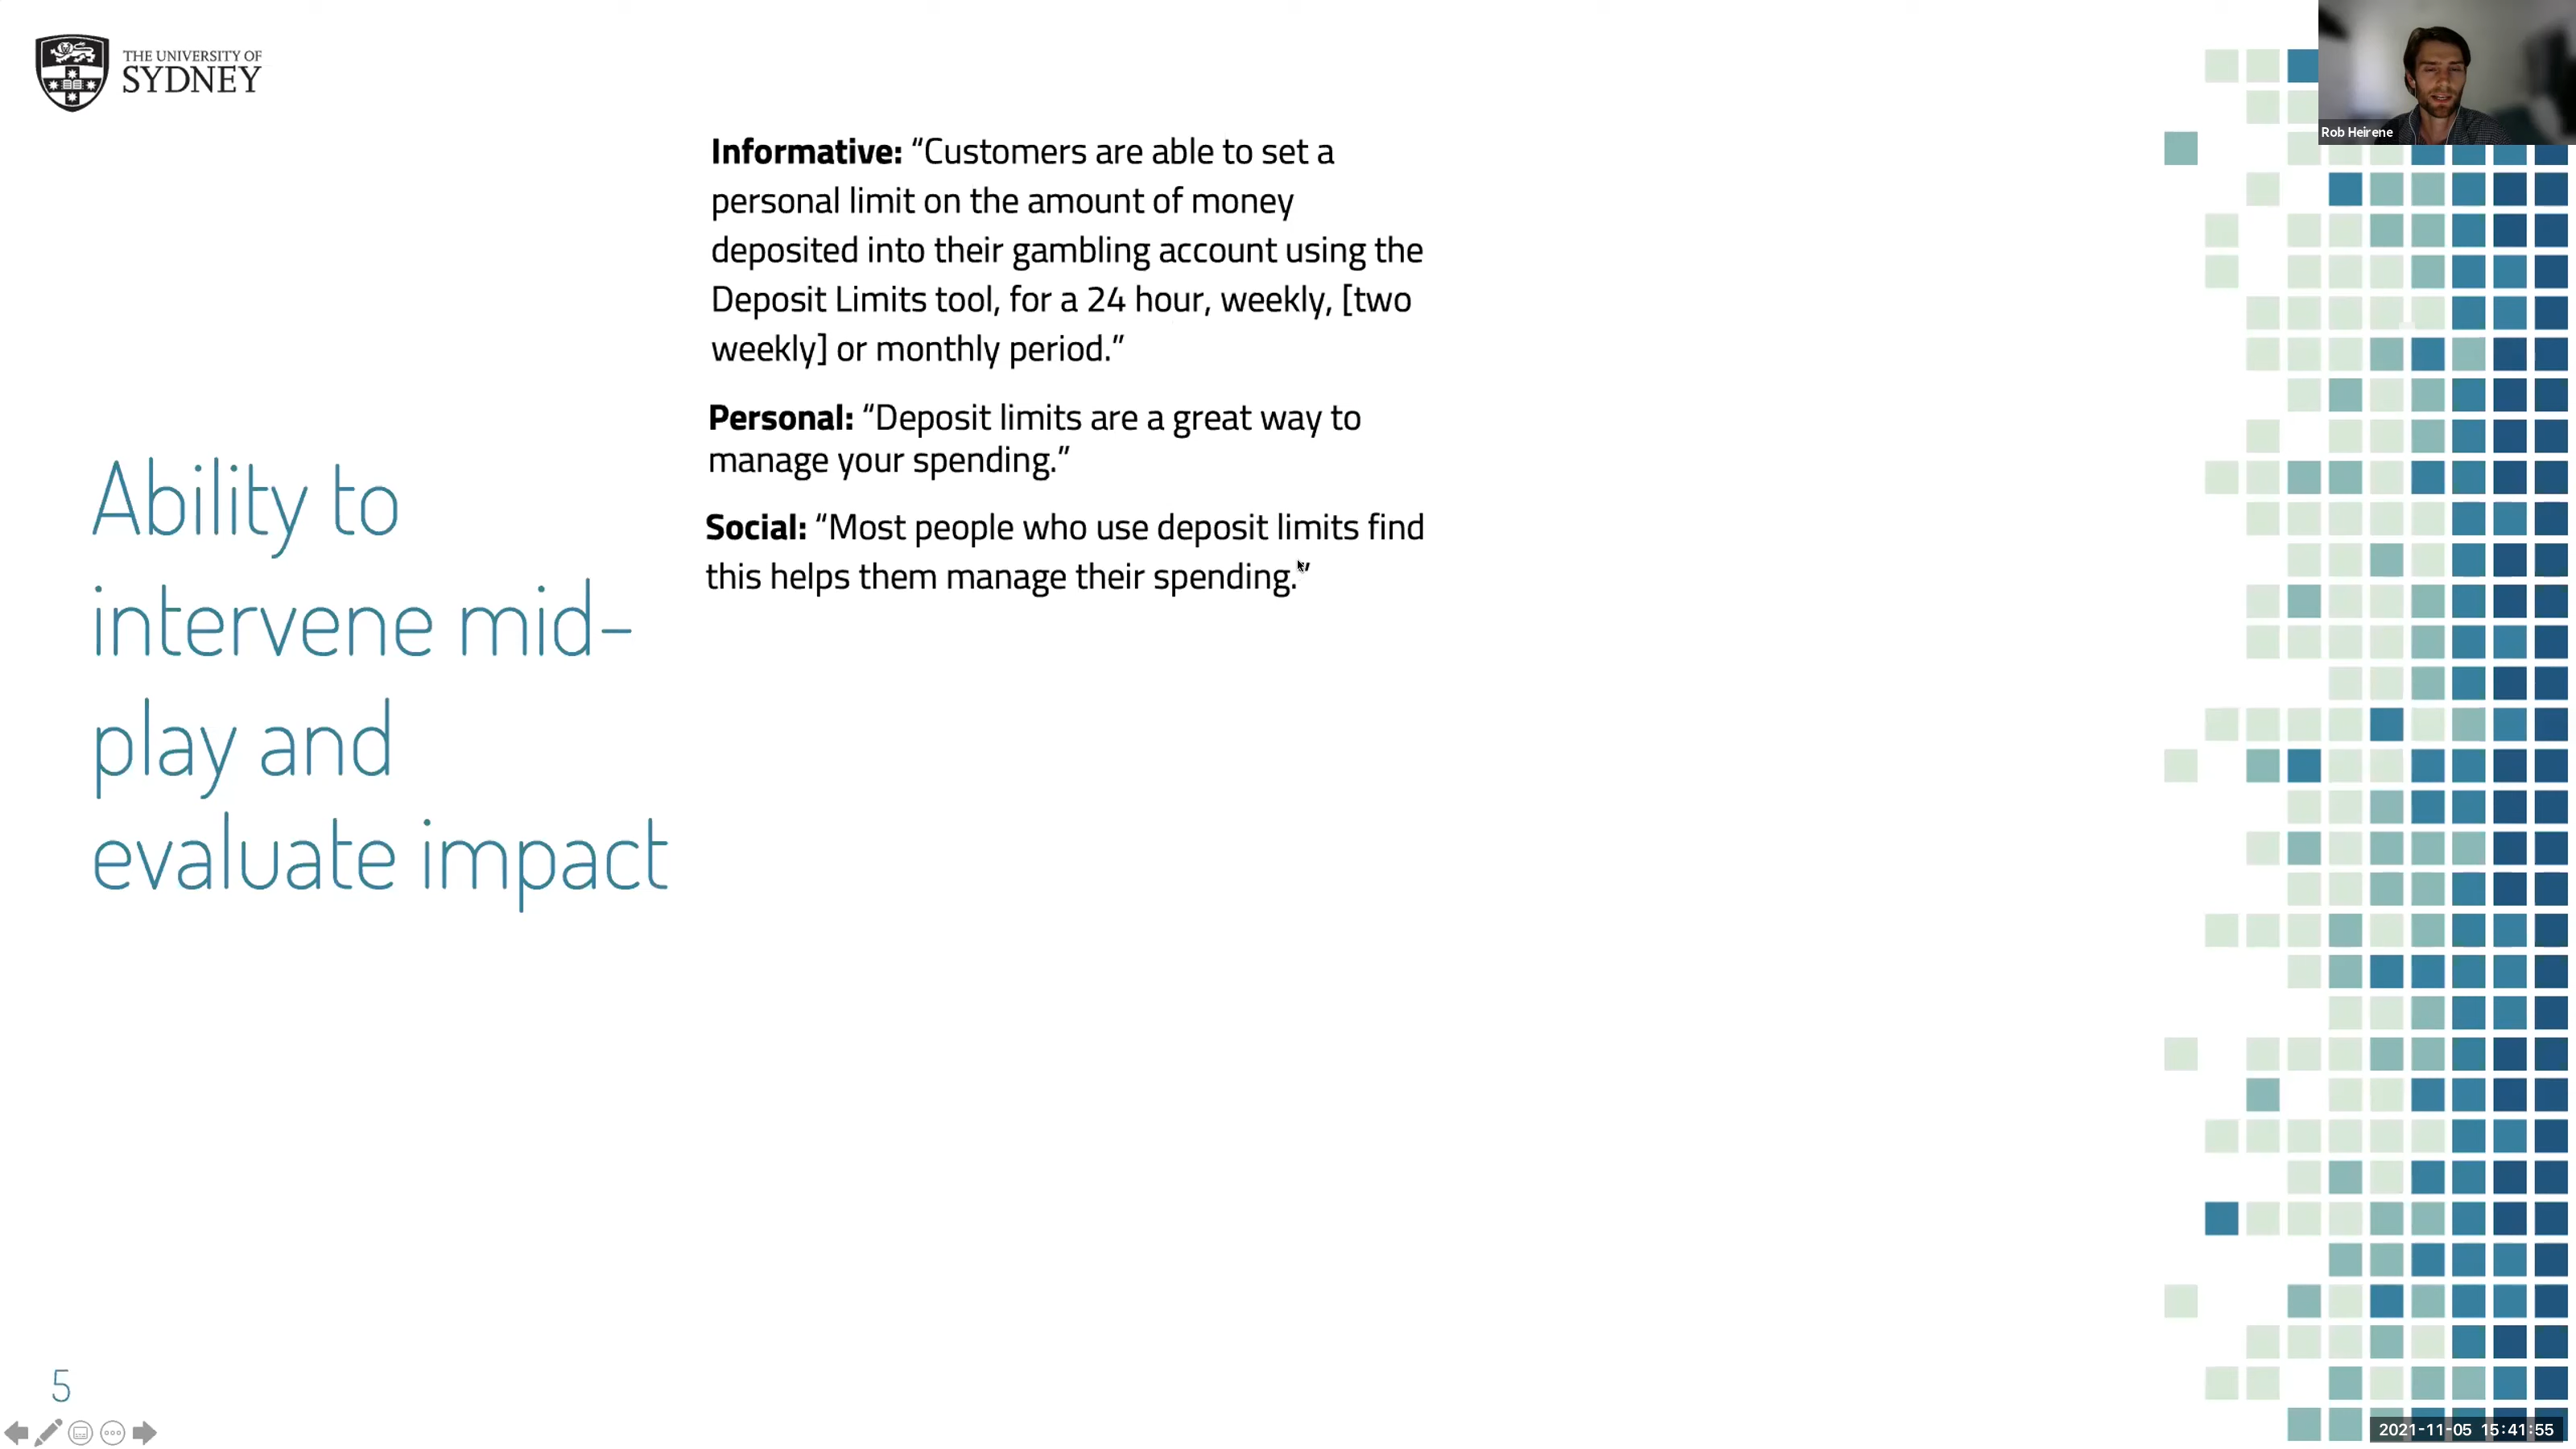 THE UNIVERSITY OF
SYDNEY
Rob Heirene
Informative: “Customers are able to set a
personal limit on the amount of money
deposited into their gambling account using the
Deposit Limits tool, for a 24 hour, weekly, [two
weekly] or monthly period.”
Personal: “Deposit limits are a great way to
manage your spending.”
Social: “Most people who use deposit limits find
this helps them manage their spending.”
Ability to
intervene mid-
play and
evaluate impact
5
2021-11-05 15:41:55